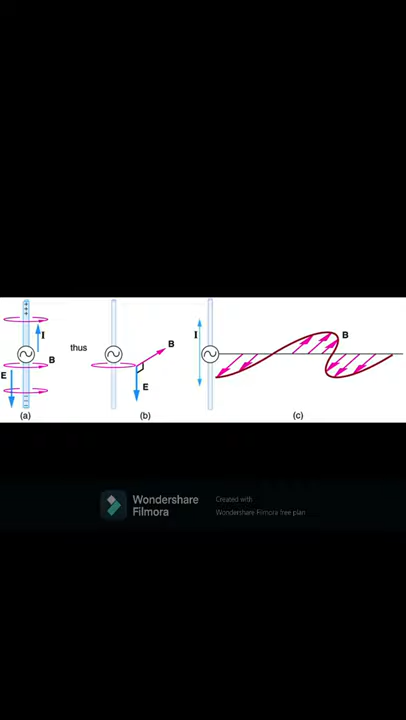 I
B
E
(a)
thus
B
E
(b)
I
B
(c)
Wondershare
Filmora
Created with
Wondershare Filmora free plan